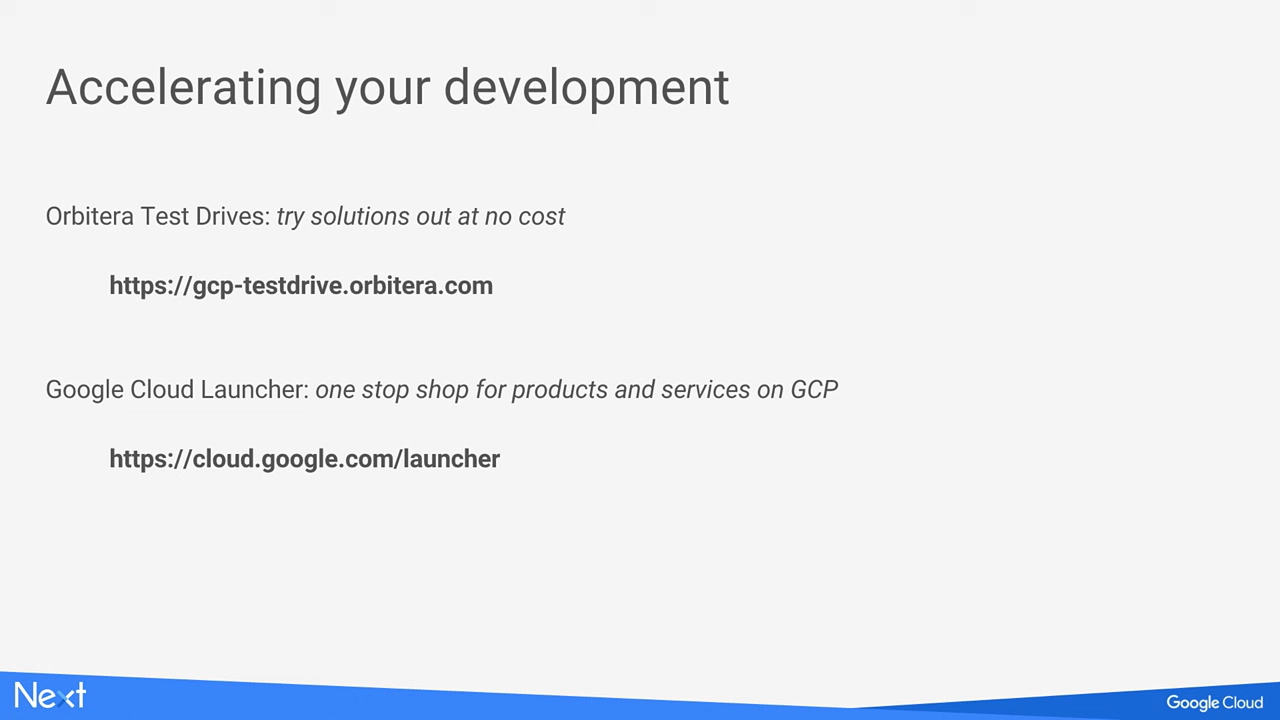 Accelerating your development
Orbitera Test Drives: try solutions out at no cost
https://gcp-testdrive.orbitera.com
Google Cloud Launcher: one stop shop for products and services on GCP
https://cloud.google.com/launcher
Next
Google Cloud